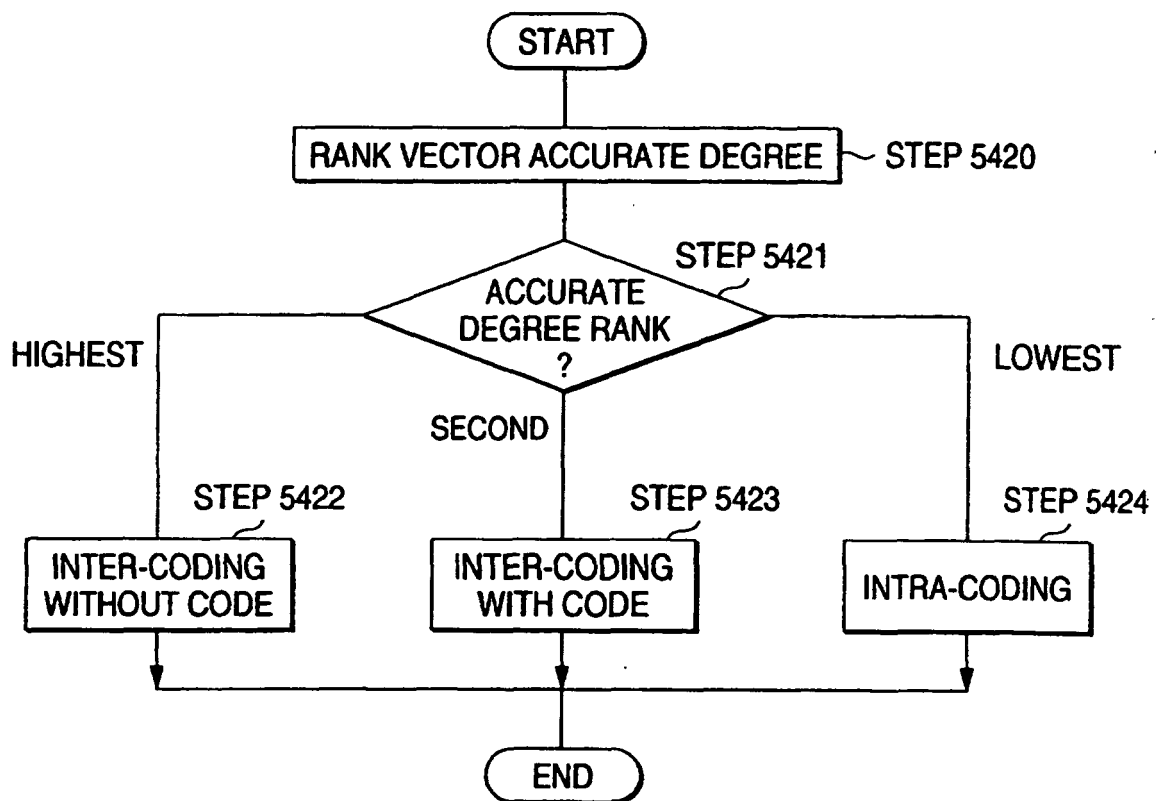 START
RANK VECTOR ACCURATE DEGREE
STEP 5420
STEP 5421
ACCURATE
DEGREE RANK
?
HIGHEST
LOWEST
SECOND
STEP 5422
STEP 5423
STEP 5424
INTER-CODING
WITHOUT CODE
INTER-CODING
WITH CODE
INTRA-CODING
END